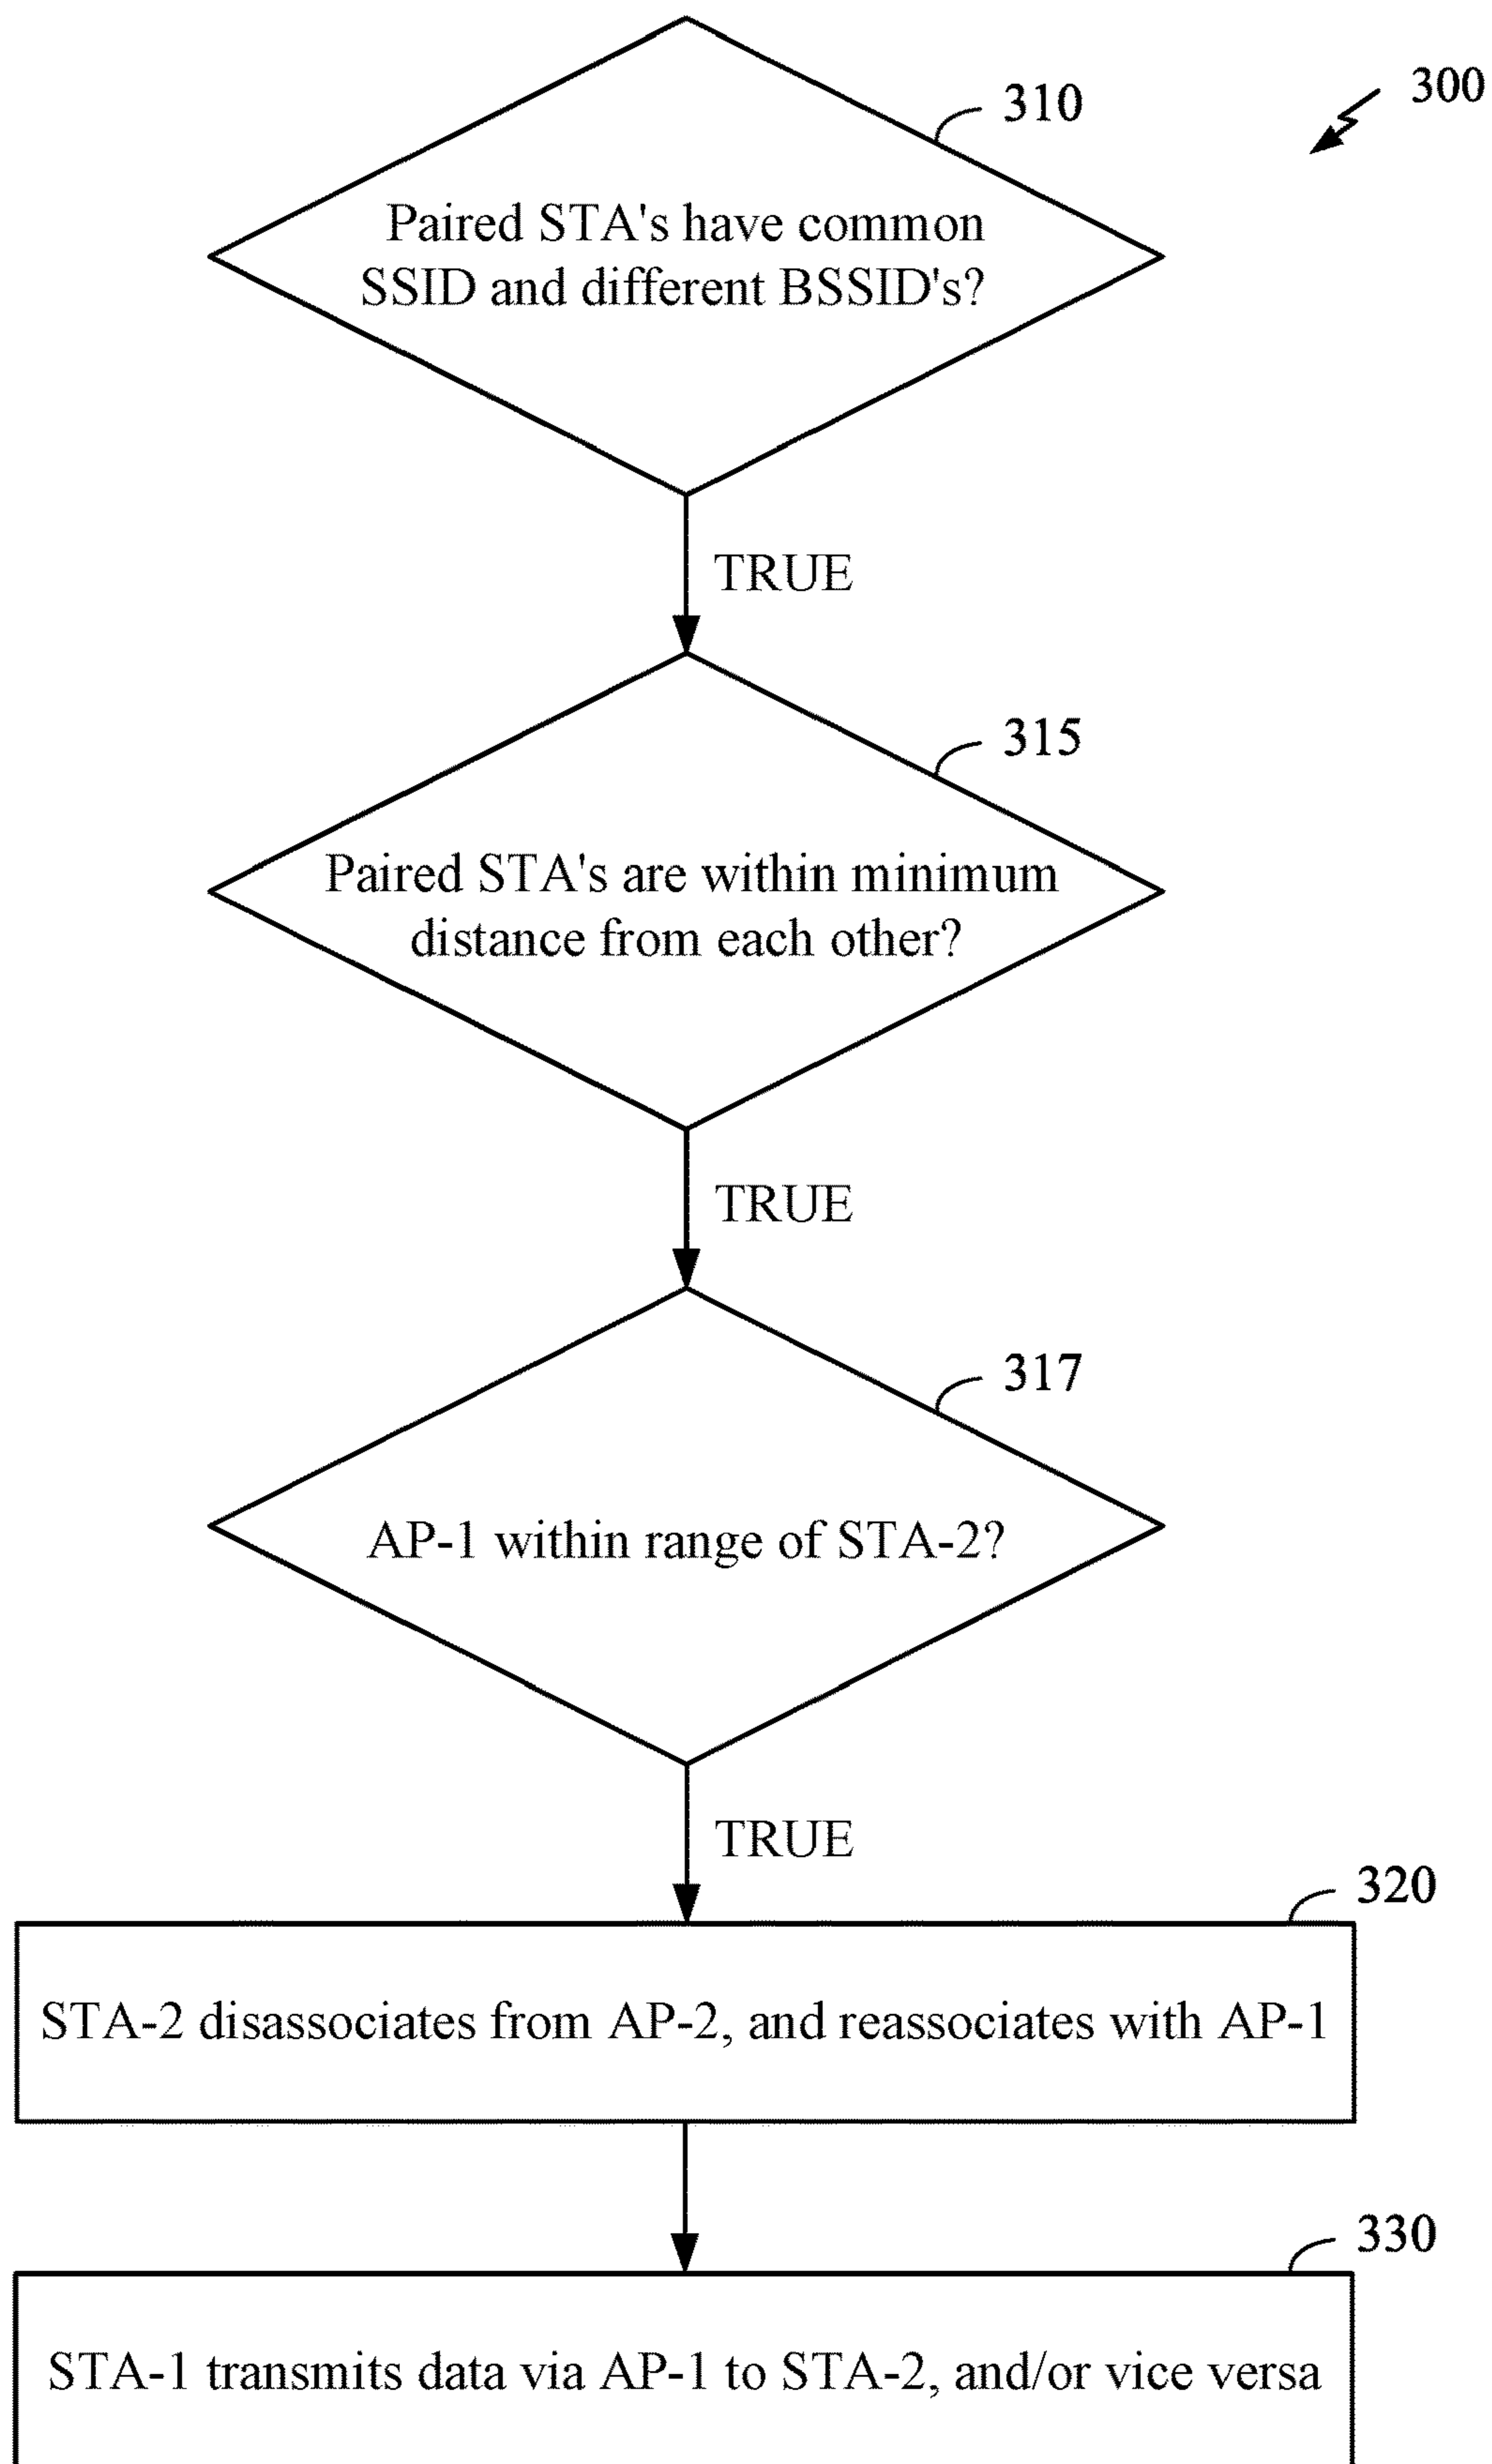 300
310
Paired STA's have common
SSID and different BSSID's?
TRUE
315
Paired STA's are within minimum
distance from each other?
TRUE
317
AP-1 within range of STA-2?
TRUE
320
STA-2 disassociates from AP-2, and reassociates with AP-1
330
STA-1 transmits data via AP-1 to STA-2, and/or vice versa